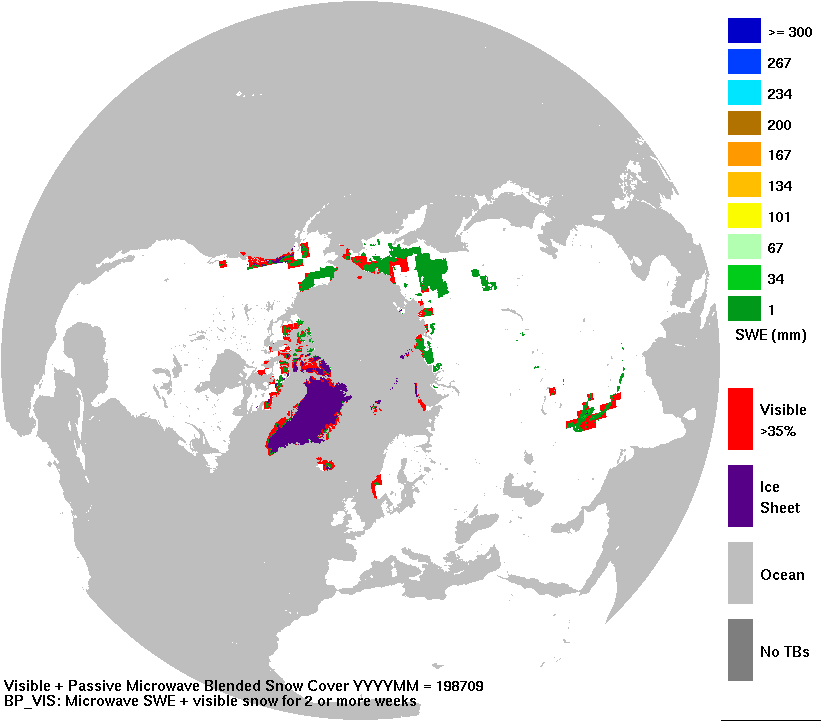 >= 300
267
234
200
167
134
101
67
34
1
SWE (mm)
Visible
>35%
Ice
Sheet
Ocean
No TBs
Visible + Passive Microwave Blended Snow Cover YYYYMM = 198709
BP_VIS: Microwave SWE + visible snow for 2 or more weeks